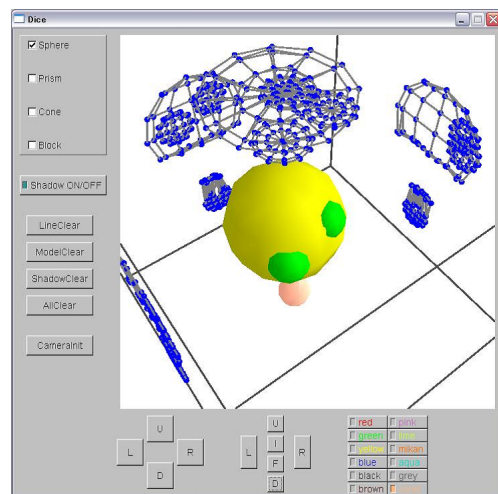 Dice
Sphere
Prism
Cone
Block
Shadow ON/OFF
LineClear
ModelClear
ShadowClear
AllClear
CameraInit
U
L R
D
U
L I R
F
D
red pink
green
yellow mikan
blue aqua
black grey
brown